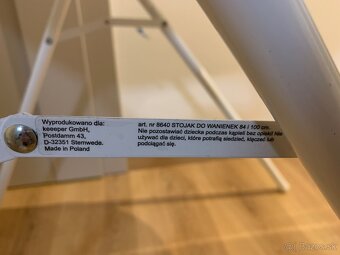 Wyprodukowano dla:
keeeper GmbH,
Postdamm 43,
D-32351 Stemwede.
Made in Poland
art. nr 8640 STOJAK DO WANIENEK 84 / 100 cm.
Nie pozostawiać dziecka podczas kąpieli bez opieki! Nie
używać dla dzieci, które potrafią siedzieć, klęczeć lub
podciągać się.